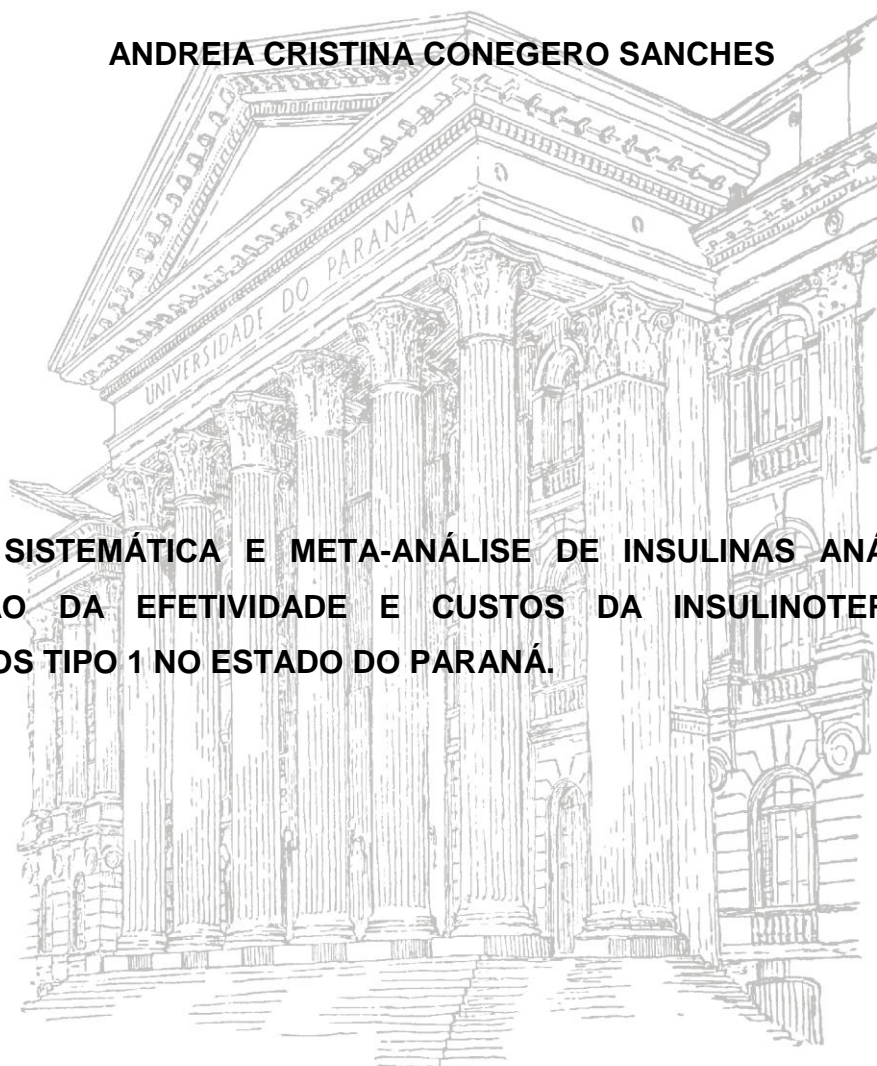 ANDREIA CRISTINA CONEGERO SANCHES
UNIVERSIDADE DO PARANÁ
SISTEMÁTICA E META-ANÁLISE DE INSULINAS
DA EFETIVIDADE E CUSTOS DA
TIPO 1 NO ESTADO DO PARANÁ.